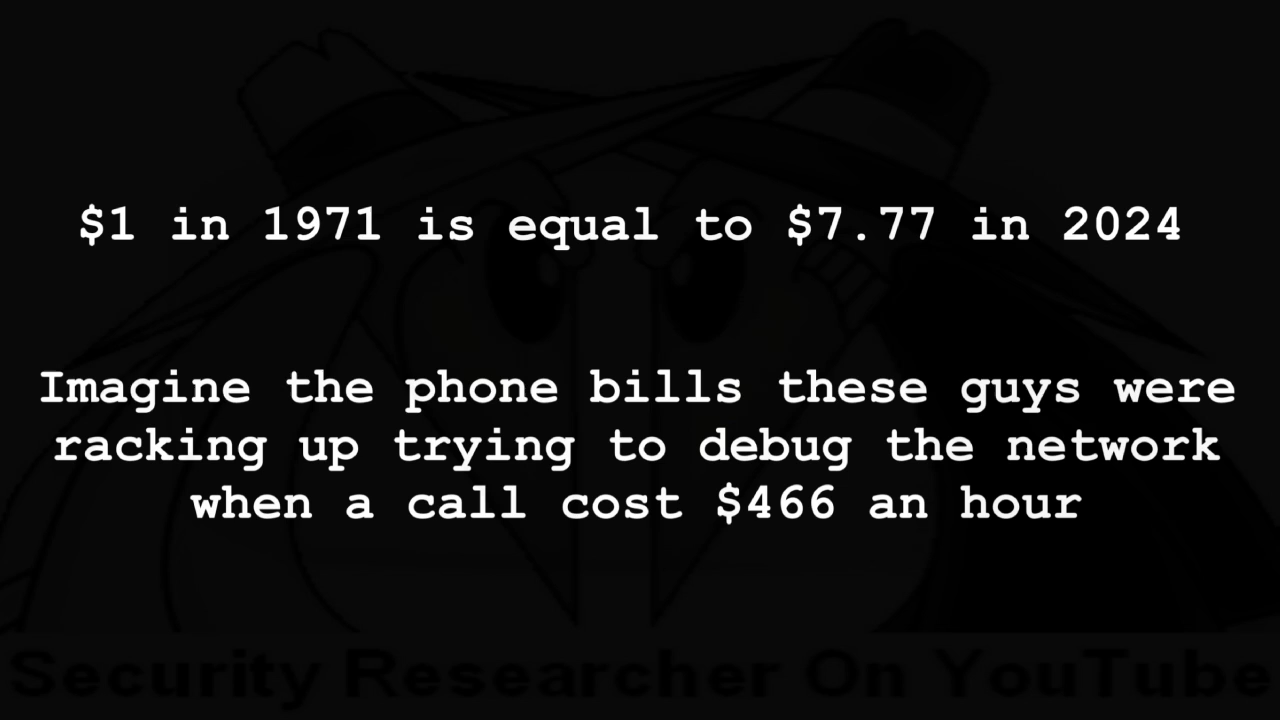 $1 in 1971 is equal to $7.77 in 2024
Imagine the phone bills these guys were
racking up trying to debug the network
when a call cost $466 an hour
Security Researcher On YouTube